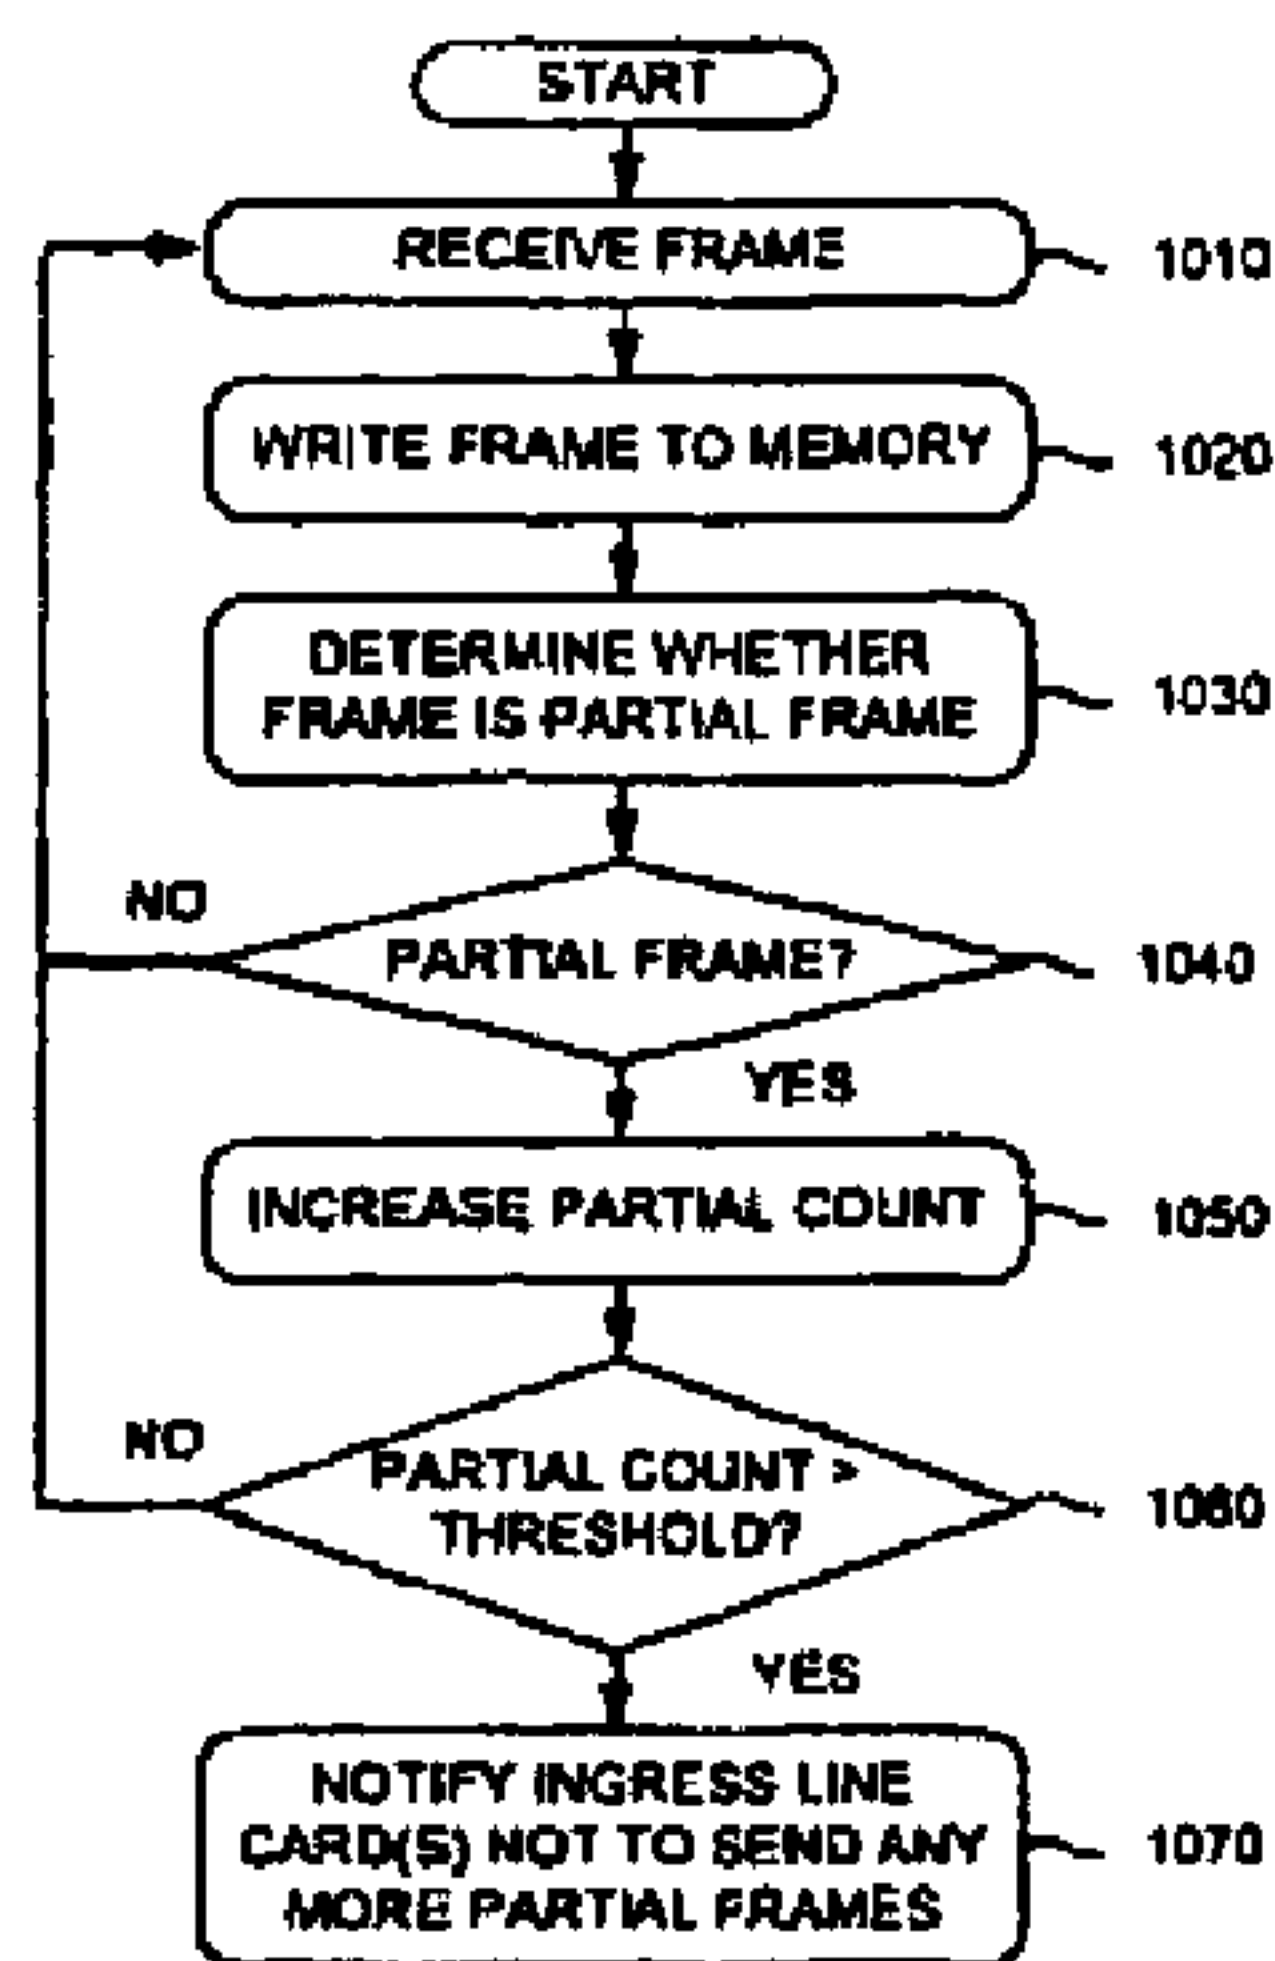 START
RECEIVE FRAME
1010
WRITE FRAME TO MEMORY
1020
DETERMINE WHETHER
FRAME IS PARTIAL FRAME
1030
NO
PARTIAL FRAME?
1040
YES
INCREASE PARTIAL COUNT
1050
NO
PARTIAL COUNT >
THRESHOLD?
1060
YES
NOTIFY INGRESS LINE
CARD(S) NOT TO SEND ANY
MORE PARTIAL FRAMES
1070